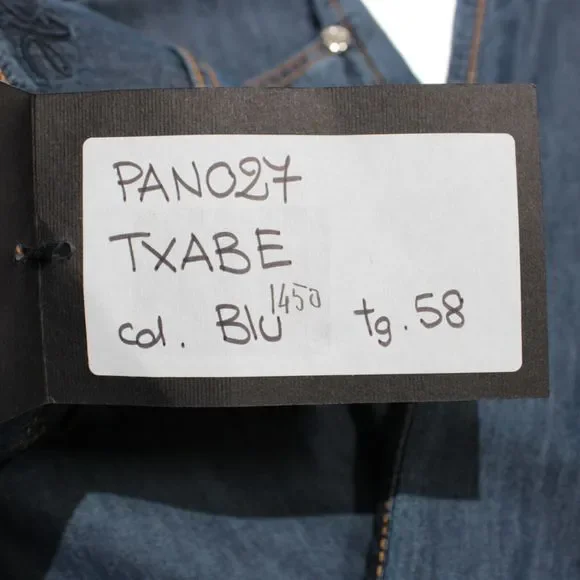 PAN027
TXABE
col. Blu 1450 tg. 58